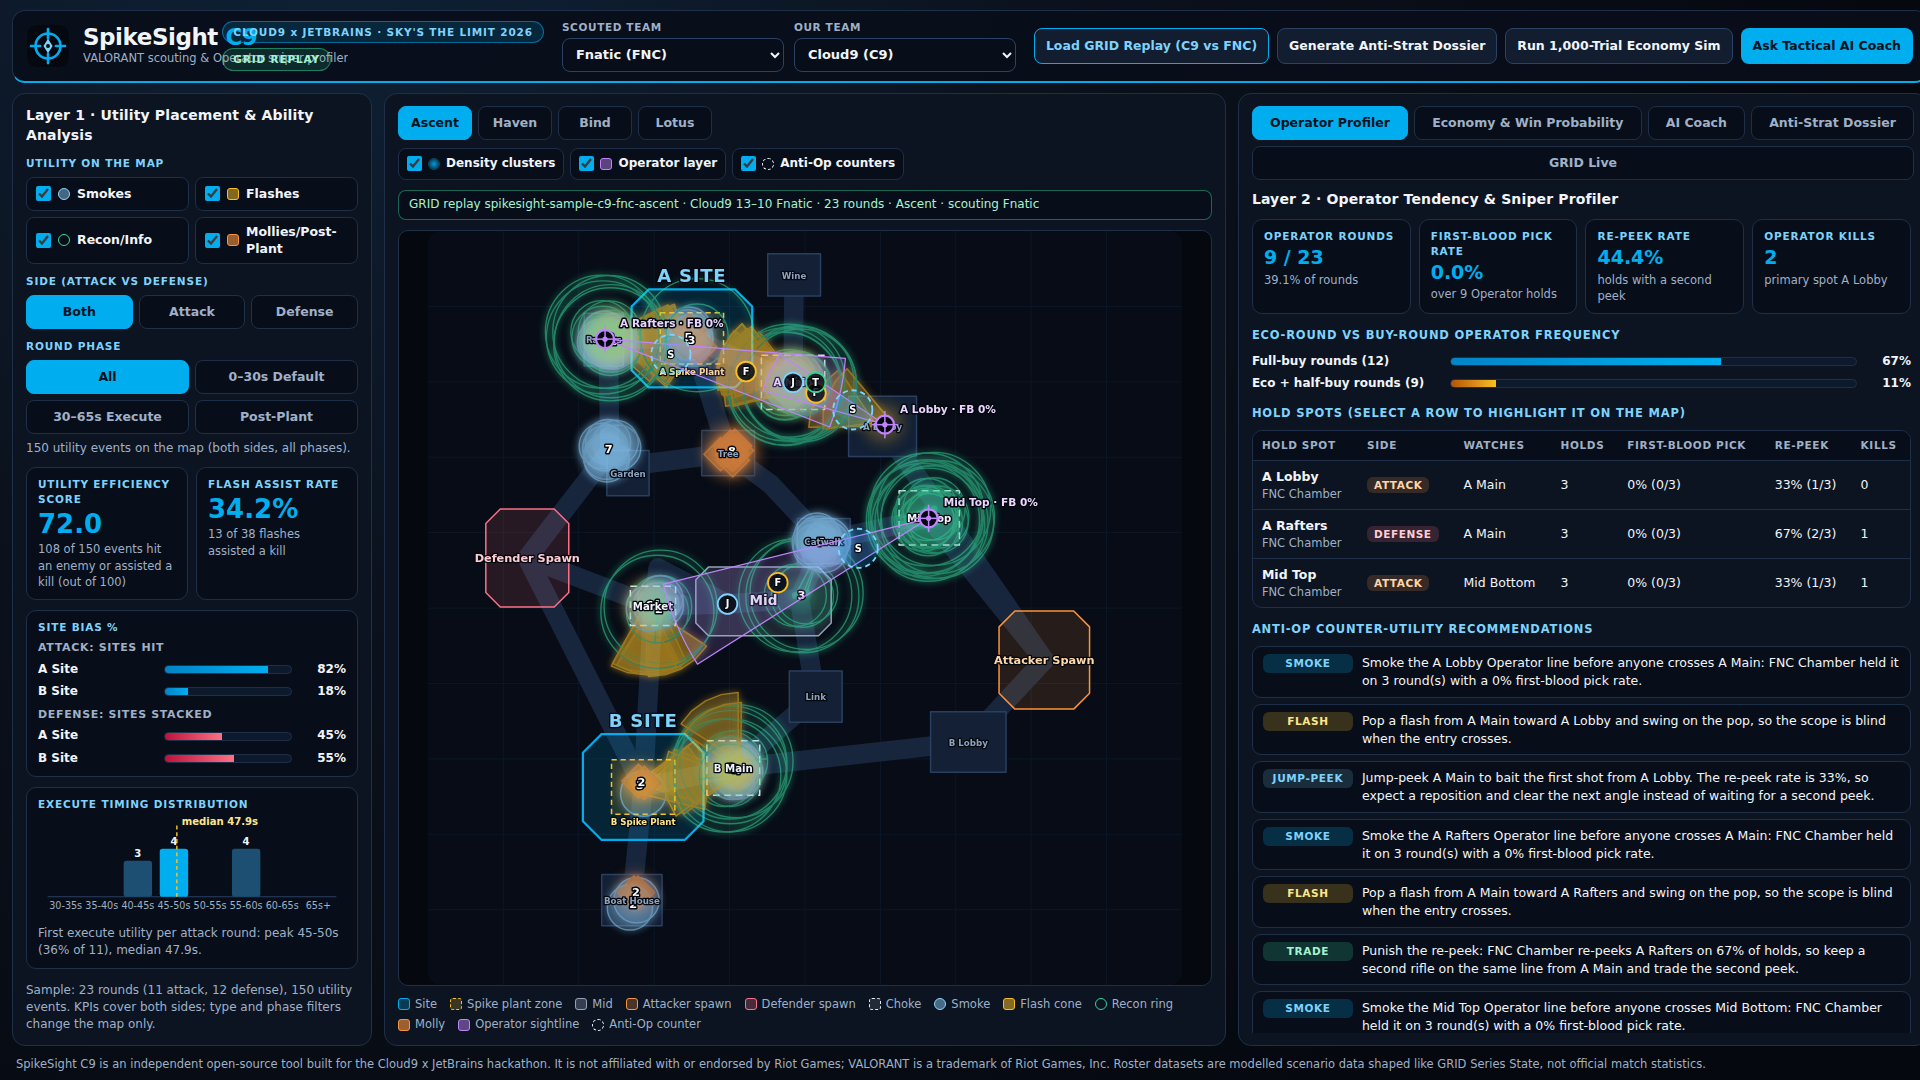 SpikeSight C9
CLOUD9 x JETBRAINS · SKY'S THE LIMIT 2026
VALORANT scouting & Operator sniper profiler
GRID REPLAY
SCOUTED TEAM
Fnatic (FNC)
OUR TEAM
Cloud9 (C9)
Load GRID Replay (C9 vs FNC)
Generate Anti-Strat Dossier
Run 1,000-Trial Economy Sim
Ask Tactical AI Coach
Layer 1 · Utility Placement & Ability
Analysis
UTILITY ON THE MAP
Smokes
Flashes
Recon/Info
Mollies/Post-
Plant
SIDE (ATTACK VS DEFENSE)
Both
Attack
Defense
ROUND PHASE
All
0–30s Default
30–65s Execute
Post-Plant
150 utility events on the map (both sides, all phases).
UTILITY EFFICIENCY
SCORE
72.0
108 of 150 events hit
an enemy or assisted a
kill (out of 100)
FLASH ASSIST RATE
34.2%
13 of 38 flashes
assisted a kill
SITE BIAS %
ATTACK: SITES HIT
A Site 82%
B Site 18%
DEFENSE: SITES STACKED
A Site 45%
B Site 55%
EXECUTE TIMING DISTRIBUTION
median 47.9s
3
4
4
30-35s 35-40s 40-45s 45-50s 50-55s 55-60s 60-65s 65s+
First execute utility per attack round: peak 45-50s
(36% of 11), median 47.9s.
Sample: 23 rounds (11 attack, 12 defense), 150 utility
events. KPIs cover both sides; type and phase filters
change the map only.
Ascent
Haven
Bind
Lotus
Density clusters
Operator layer
Anti-Op counters
GRID replay spikesight-sample-c9-fnc-ascent · Cloud9 13–10 Fnatic · 23 rounds · Ascent · scouting Fnatic
A SITE
Wine
A Rafters · FB 0%
3
S
A Spike Plant
F
J
T
S
A Lobby · FB 0%
7
Tree
Garden
Mid Top · FB 0%
Mid Top
Catwalk
S
Defender Spawn
F
Market
J
Mid
3
Attacker Spawn
Link
B SITE
B Lobby
B Main
2
B Spike Plant
2
Boat House
Site
Spike plant zone
Mid
Attacker spawn
Defender spawn
Choke
Smoke
Flash cone
Recon ring
Molly
Operator sightline
Anti-Op counter
Operator Profiler
Economy & Win Probability
AI Coach
Anti-Strat Dossier
GRID Live
Layer 2 · Operator Tendency & Sniper Profiler
OPERATOR ROUNDS
9 / 23
39.1% of rounds
FIRST-BLOOD PICK
RATE
0.0%
over 9 Operator holds
RE-PEEK RATE
44.4%
holds with a second
peek
OPERATOR KILLS
2
primary spot A Lobby
ECO-ROUND VS BUY-ROUND OPERATOR FREQUENCY
Full-buy rounds (12) 67%
Eco + half-buy rounds (9) 11%
HOLD SPOTS (SELECT A ROW TO HIGHLIGHT IT ON THE MAP)
HOLD SPOT SIDE WATCHES HOLDS FIRST-BLOOD PICK RE-PEEK KILLS
A Lobby
FNC Chamber
ATTACK A Main 3 0% (0/3) 33% (1/3) 0
A Rafters
FNC Chamber
DEFENSE A Main 3 0% (0/3) 67% (2/3) 1
Mid Top
FNC Chamber
ATTACK Mid Bottom 3 0% (0/3) 33% (1/3) 1
ANTI-OP COUNTER-UTILITY RECOMMENDATIONS
SMOKE
Smoke the A Lobby Operator line before anyone crosses A Main: FNC Chamber held it
on 3 round(s) with a 0% first-blood pick rate.
FLASH
Pop a flash from A Main toward A Lobby and swing on the pop, so the scope is blind
when the entry crosses.
JUMP-PEEK
Jump-peek A Main to bait the first shot from A Lobby. The re-peek rate is 33%, so
expect a reposition and clear the next angle instead of waiting for a second peek.
SMOKE
Smoke the A Rafters Operator line before anyone crosses A Main: FNC Chamber held
it on 3 round(s) with a 0% first-blood pick rate.
FLASH
Pop a flash from A Main toward A Rafters and swing on the pop, so the scope is blind
when the entry crosses.
TRADE
Punish the re-peek: FNC Chamber re-peeks A Rafters on 67% of holds, so keep a
second rifle on the same line from A Main and trade the second peek.
SMOKE
Smoke the Mid Top Operator line before anyone crosses Mid Bottom: FNC Chamber
held it on 3 round(s) with a 0% first-blood pick rate.
SpikeSight C9 is an independent open-source tool built for the Cloud9 x JetBrains hackathon. It is not affiliated with or endorsed by Riot Games; VALORANT is a trademark of Riot Games, Inc. Roster datasets are modelled scenario data shaped like GRID Series State, not official match statistics.